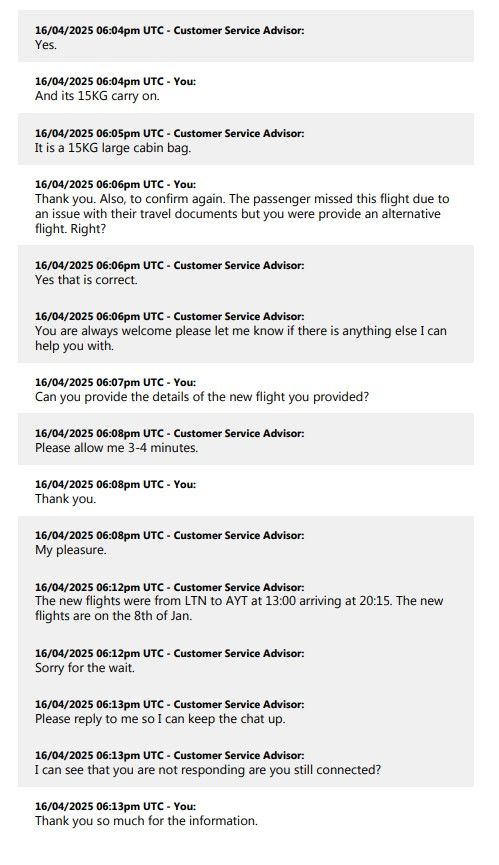 16/04/2025 06:04pm UTC - Customer Service Advisor:
Yes.
16/04/2025 06:04pm UTC - You:
And its 15KG carry on.
16/04/2025 06:05pm UTC - Customer Service Advisor:
It is a 15KG large cabin bag.
16/04/2025 06:06pm UTC - You:
Thank you. Also, to confirm again. The passenger missed this flight due to
an issue with their travel documents but you were provide an alternative
flight. Right?
16/04/2025 06:06pm UTC - Customer Service Advisor:
Yes that is correct.
16/04/2025 06:06pm UTC - Customer Service Advisor:
You are always welcome please let me know if there is anything else I can
help you with.
16/04/2025 06:07pm UTC - You:
Can you provide the details of the new flight you provided?
16/04/2025 06:08pm UTC - Customer Service Advisor:
Please allow me 3-4 minutes.
16/04/2025 06:08pm UTC - You:
Thank you.
16/04/2025 06:08pm UTC - Customer Service Advisor:
My pleasure.
16/04/2025 06:12pm UTC - Customer Service Advisor:
The new flights were from LTN to AYT at 13:00 arriving at 20:15. The new
flights are on the 8th of Jan.
16/04/2025 06:12pm UTC - Customer Service Advisor:
Sorry for the wait.
16/04/2025 06:13pm UTC - Customer Service Advisor:
Please reply to me so I can keep the chat up.
16/04/2025 06:13pm UTC - Customer Service Advisor:
I can see that you are not responding are you still connected?
16/04/2025 06:13pm UTC - You:
Thank you so much for the information.